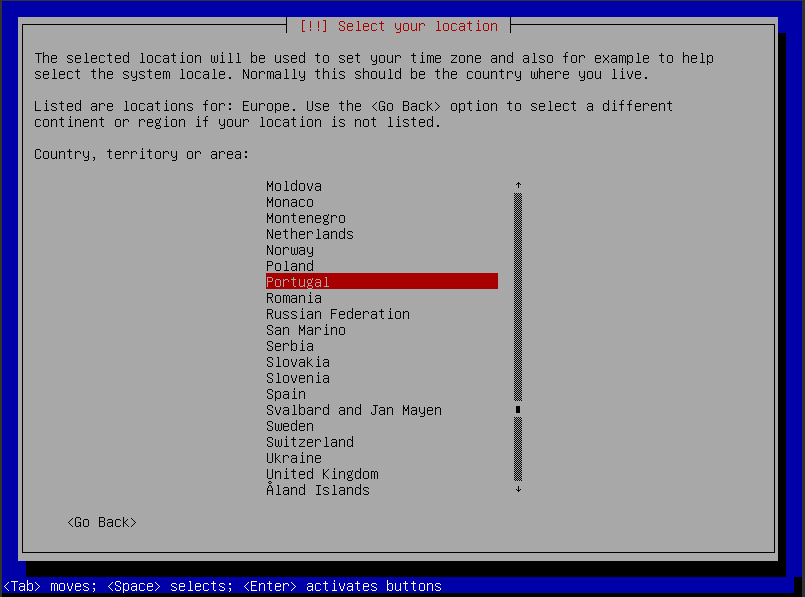 [!!] Select your location
The selected location will be used to set your time zone and also for example to help
select the system locale. Normally this should be the country where you live.
Listed are locations for: Europe. Use the <Go Back> option to select a different
continent or region if your location is not listed.
Country, territory or area:
Moldova
Monaco
Montenegro
Netherlands
Norway
Poland
Portugal
Romania
Russian Federation
San Marino
Serbia
Slovakia
Slovenia
Spain
Svalbard and Jan Mayen
Sweden
Switzerland
Ukraine
United Kingdom
Åland Islands
<Go Back>
<Tab> moves; <Space> selects; <Enter> activates buttons